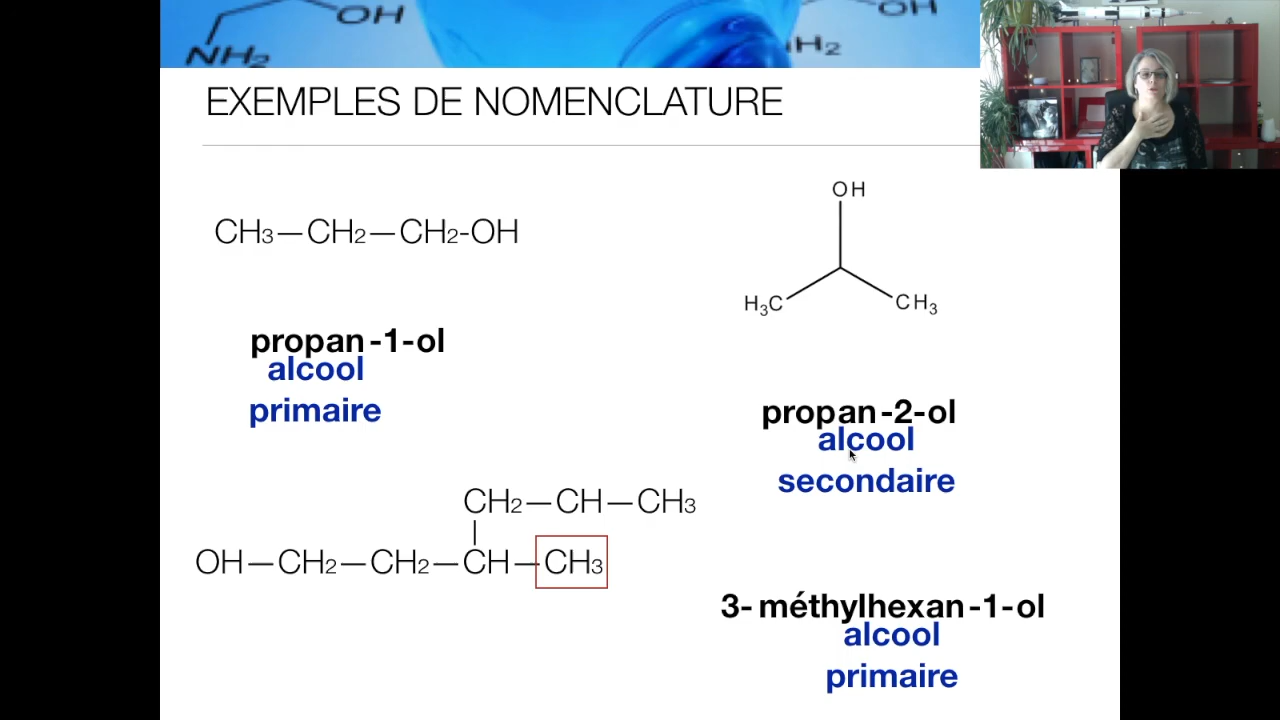 OH
NH2
OH
H2
EXEMPLES DE NOMENCLATURE
CH3—CH2—CH2-OH
propan-1-ol
alcool
primaire
OH
H3C
CH3
propan-2-ol
alcool
secondaire
CH2—CH—CH3
OH—CH2—CH2—CH—CH3
3-méthylhexan-1-ol
alcool
primaire